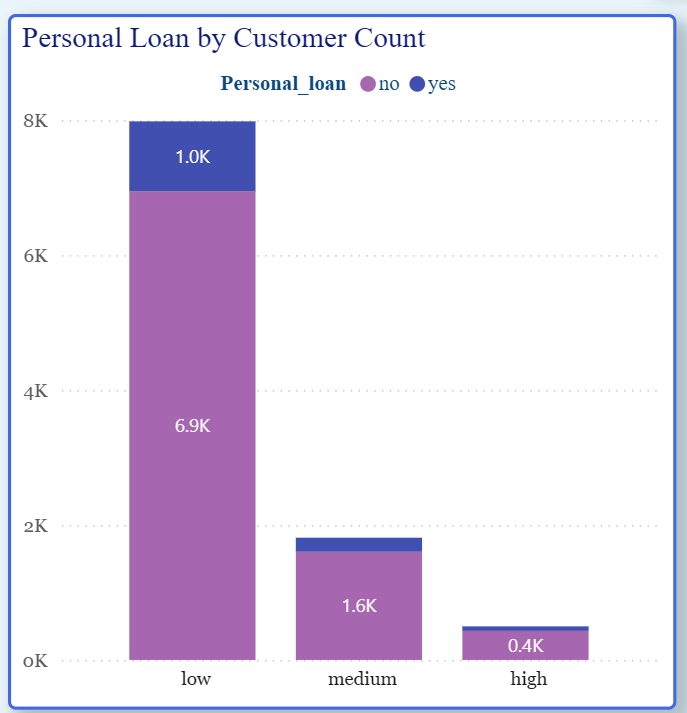 Personal Loan by Customer Count
Personal_loan no yes
8K
1.0K
6K
4K
6.9K
2K
1.6K
0.4K
0K
low medium high